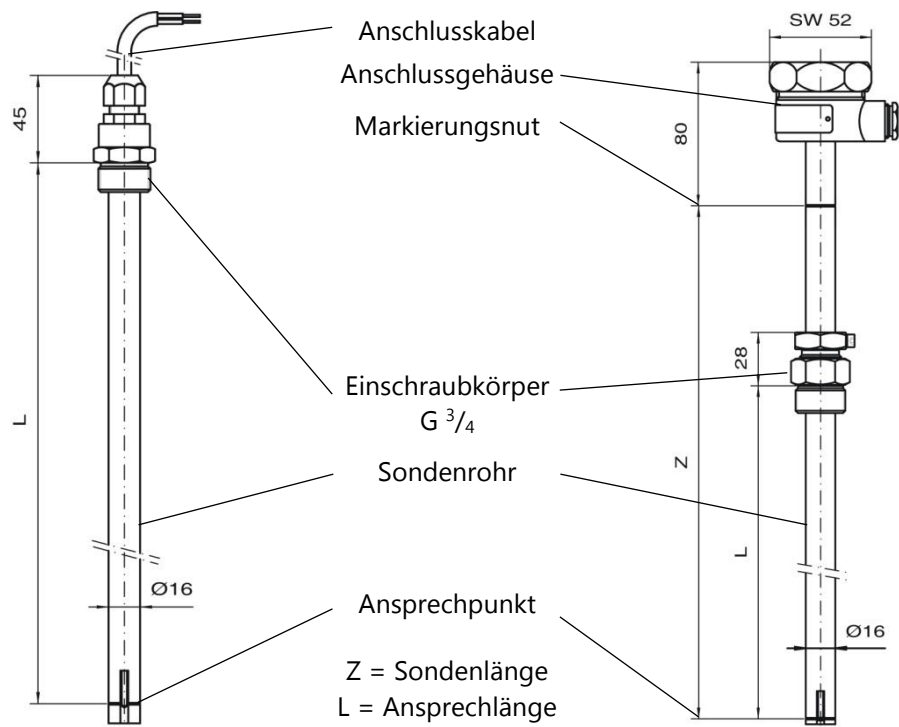 SW 52
Anschlusskabel
Anschlussgehäuse
Markierungsnut
45
80
28
Einschraubkörper
G 3/4
L
Z
Sondenrohr
L
Ø16
Ansprechpunkt
Ø16
Z = Sondenlänge
L = Ansprechlänge